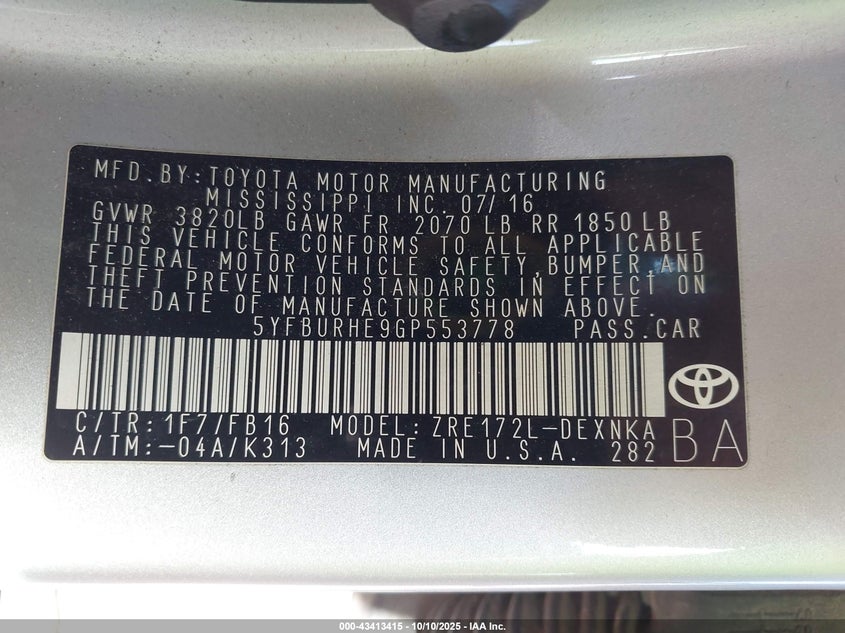 MFD.BY:TOYOTA MOTOR MANUFACTURING
MISSISSIPPI INC. 07/16
GVWR 3820LB GAWR FR 2070 LB RR 1850 LB
THIS VEHICLE CONFORMS TO ALL APPLICABLE
FEDERAL MOTOR VEHICLE SAFETY,BUMPER,AND
THEFT PREVENTION STANDARDS IN EFFECT ON
THE DATE OF MANUFACTURE SHOWN ABOVE.
5YFBURHE9GP553778 PASS.CAR
C/TR:1F7/FB16 MODEL:ZRE172L-DEXNKA
A/TM:-04A/K313 MADE IN U.S.A. 282
BA
000-43413415 - 10/10/2025 - IAA Inc.